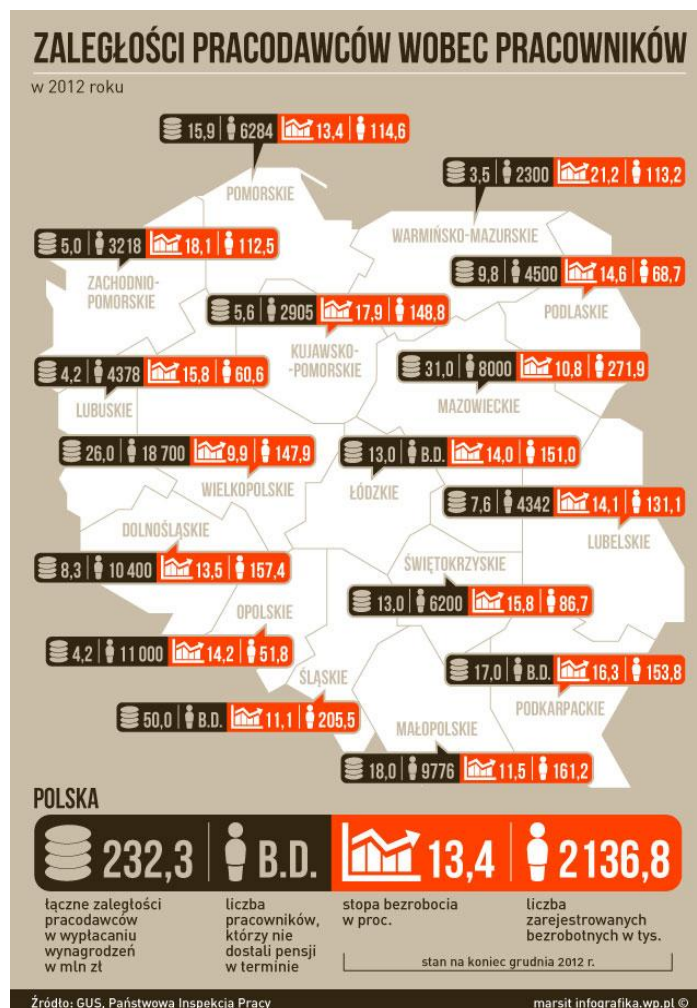 ZALEGŁOŚCI PRACODAWCÓW WOBEC PRACOWNIKÓW
w 2012 roku
15,9 6284 13,4 114,6
POMORSKIE
3,5 2300 21,2 113,2
WARMIŃSKO-MAZURSKIE
5,0 3218 18,1 112,5
ZACHODNIO-
POMORSKIE
9,8 4500 14,6 68,7
PODLASKIE
5,6 2905 17,9 148,8
KUJAWSKO-
-POMORSKIE
4,2 4378 15,8 60,6
LUBUSKIE
31,0 8000 10,8 271,9
MAZOWIECKIE
26,0 18 700 9,9 147,9
WIELKOPOLSKIE
13,0 B.D. 14,0 151,0
ŁÓDZKIE
7,6 4342 14,1 131,1
LUBELSKIE
DOLNOŚLĄSKIE
8,3 10 400 13,5 157,4
ŚWIĘTOKRZYSKIE
13,0 6200 15,8 86,7
OPOLSKIE
4,2 11 000 14,2 51,8
17,0 B.D. 16,3 153,8
PODKARPACKIE
ŚLĄSKIE
50,0 B.D. 11,1 205,5
MAŁOPOLSKIE
18,0 9776 11,5 161,2
POLSKA
232,3 B.D. 13,4 2136,8
łączne zaległości
pracodawców
w wypłacaniu
wynagrodzeń
w mln zł
liczba
pracowników,
którzy nie
dostali pensji
w terminie
stopa bezrobocia
w proc.
liczba
zarejestrowanych
bezrobotnych w tys.
stan na koniec grudnia 2012 r.
Źródło: GUS, Państwowa Inspekcja Pracy
marsit infografika.wp.pl ©